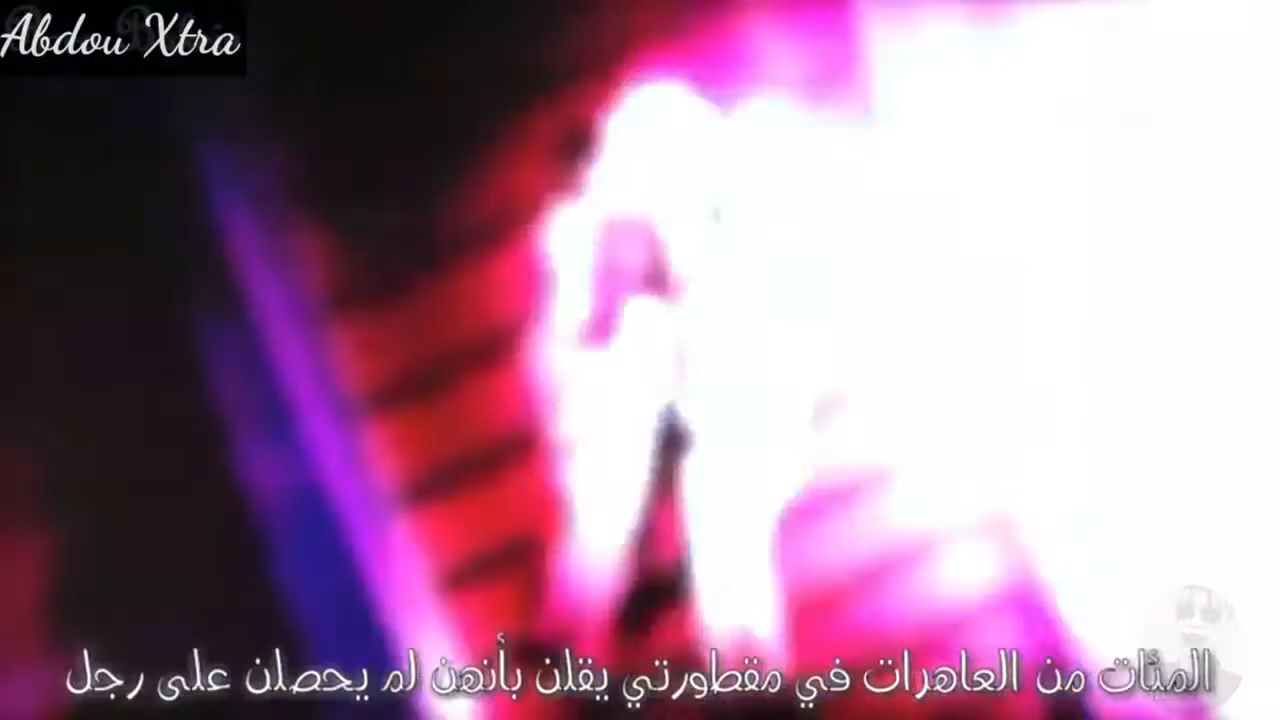 Abdou Xtra
المئات من العاهرات في مقطورتي يقلن بأنهن لم يحصلن على رجل